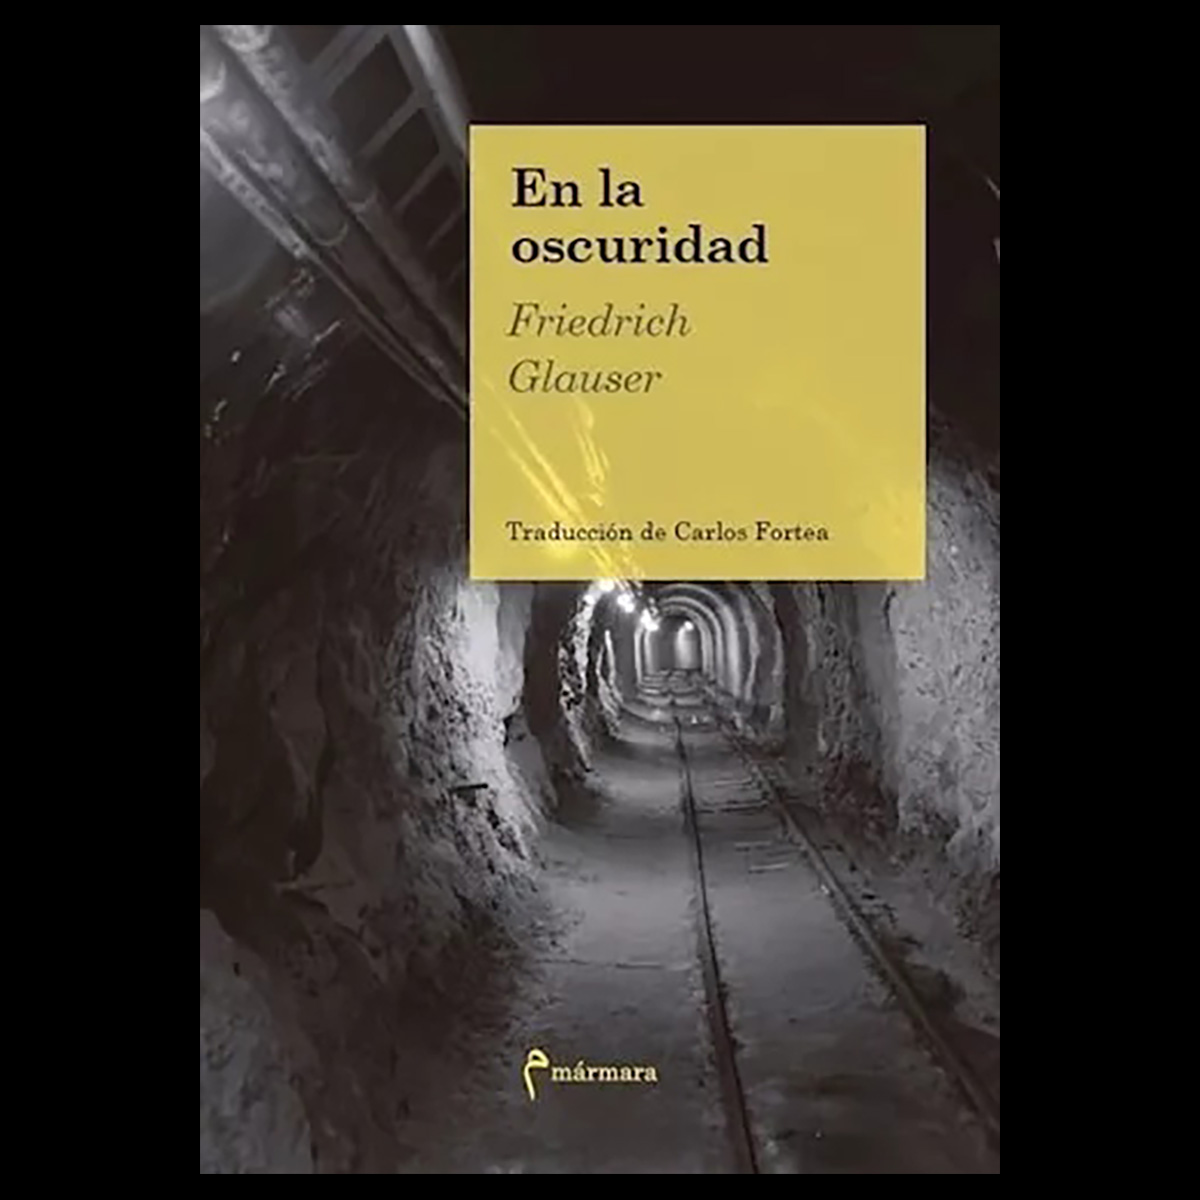 En la
oscuridad
Friedrich
Glauser
Traducción de Carlos Fortea
mármara